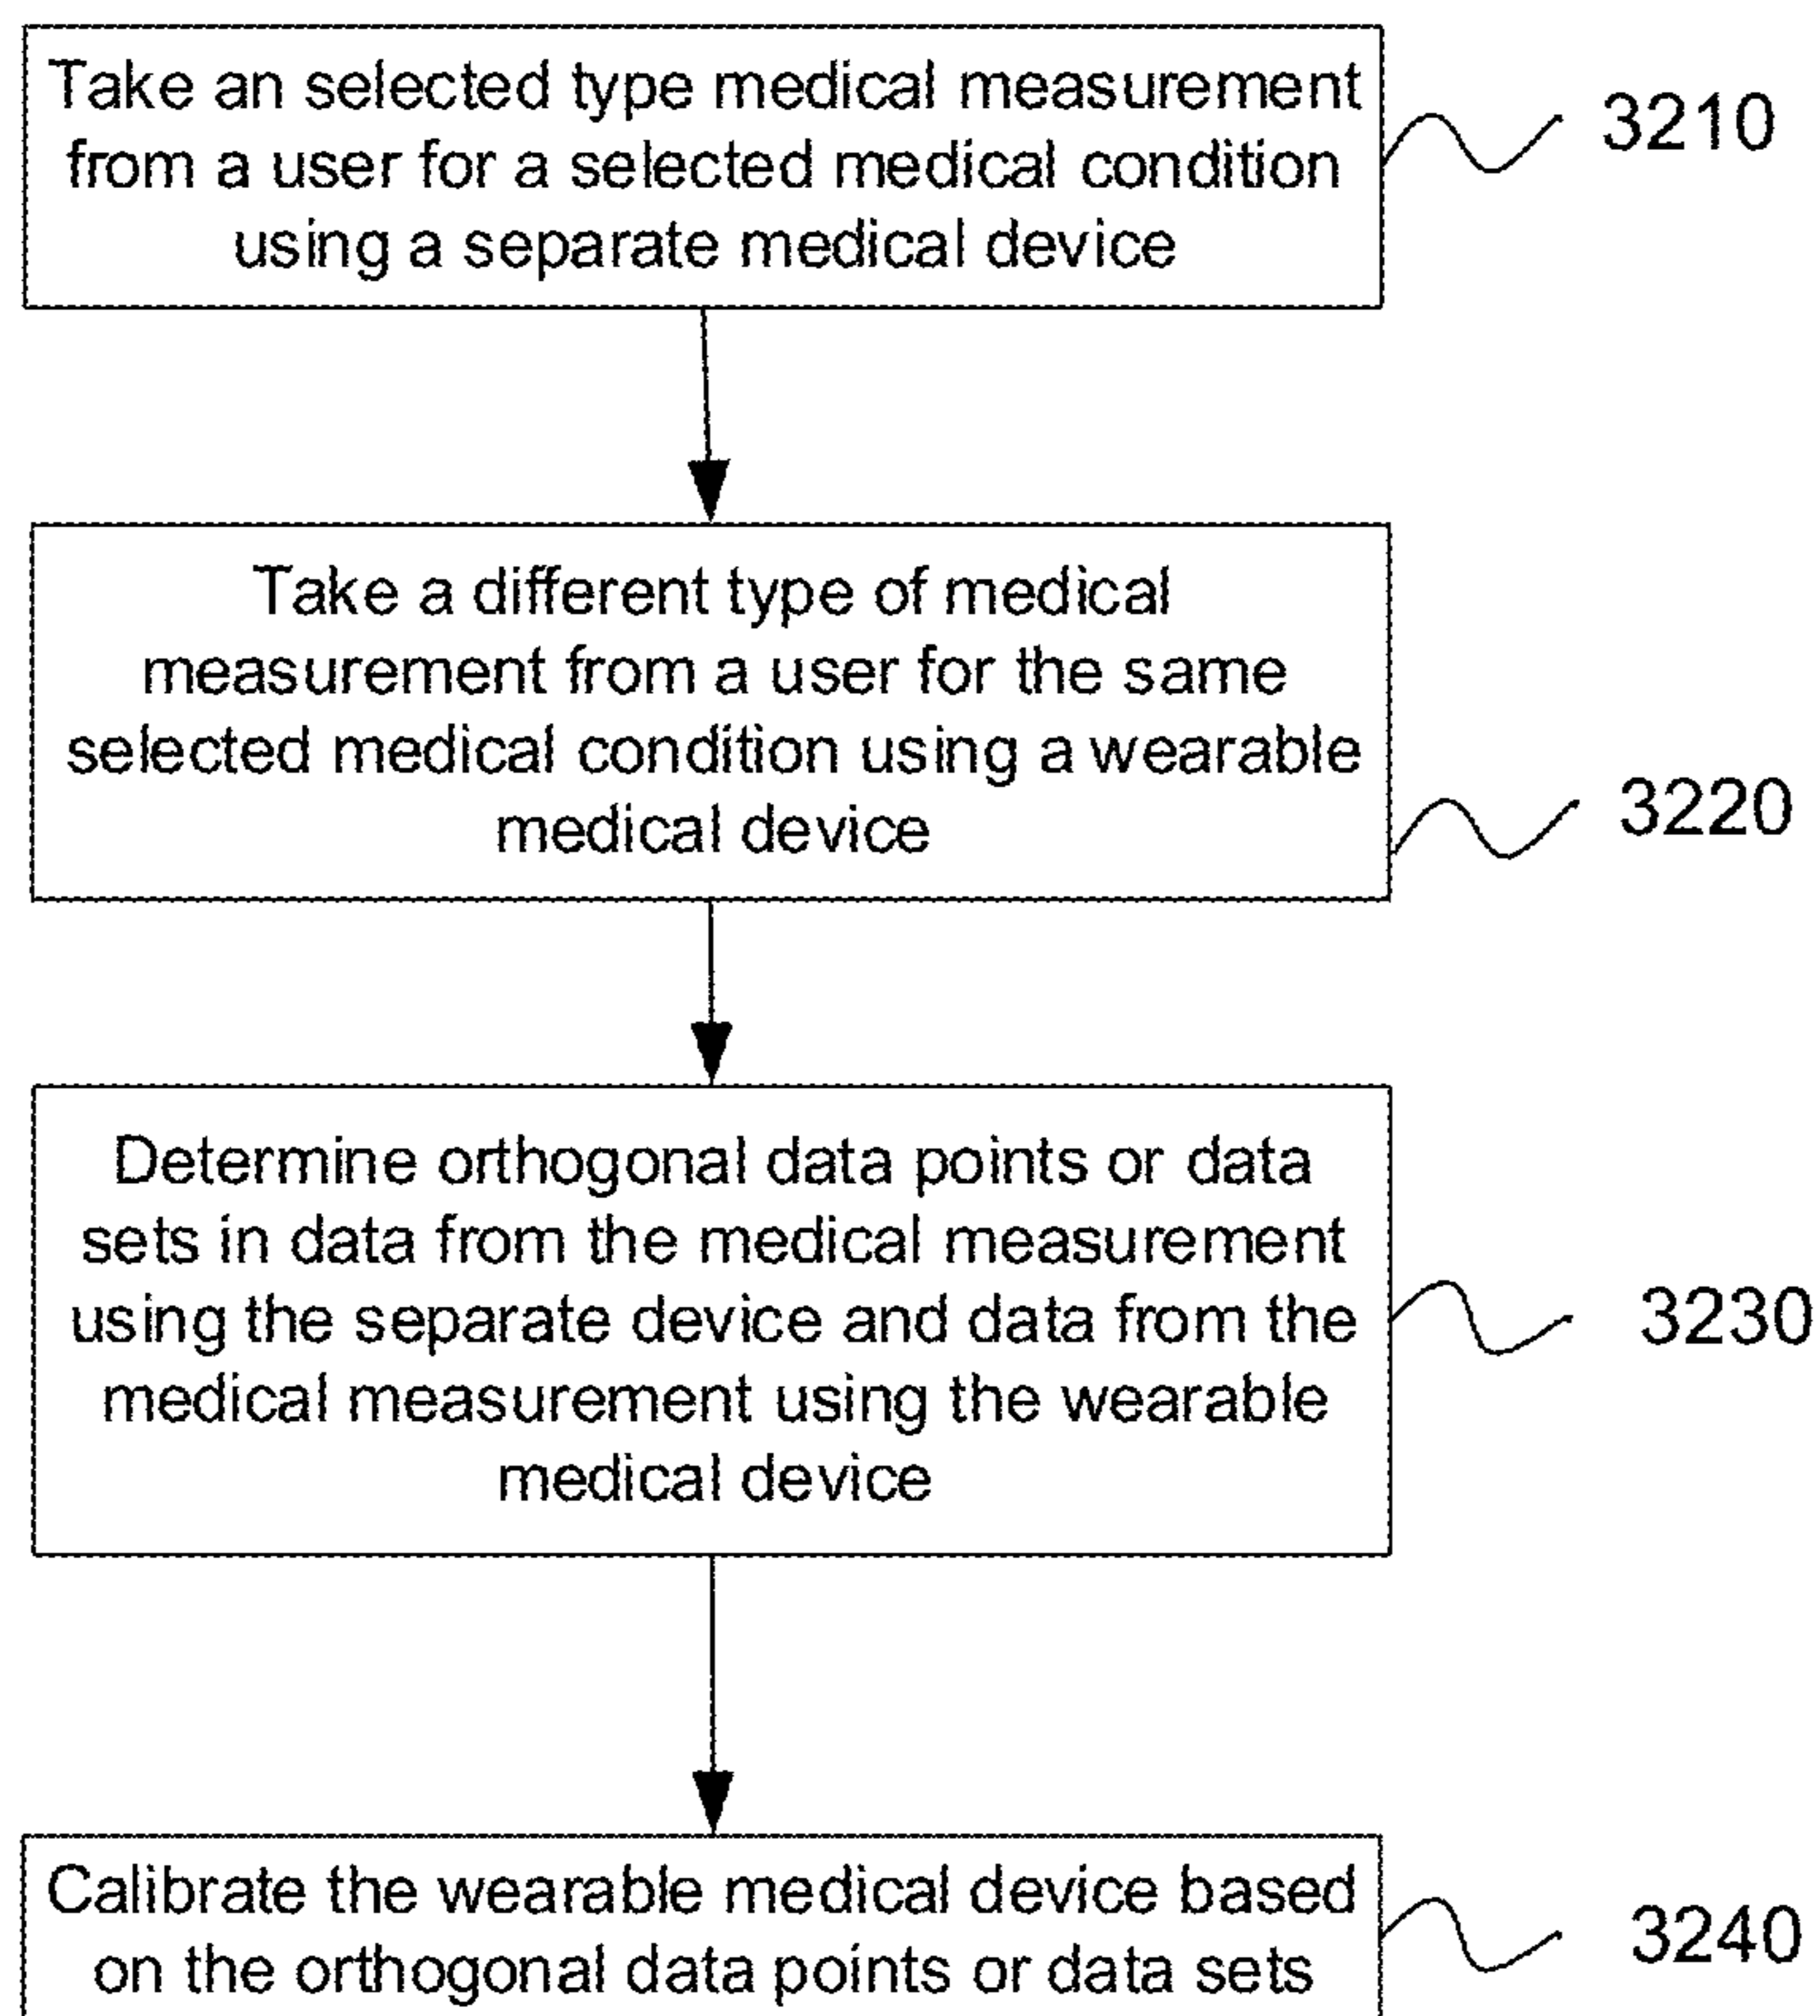 Take an selected type medical measurement
from a user for a selected medical condition
using a separate medical device
3210
Take a different type of medical
measurement from a user for the same
selected medical condition using a wearable
medical device
3220
Determine orthogonal data points or data
sets in data from the medical measurement
using the separate device and data from the
medical measurement using the wearable
medical device
3230
Calibrate the wearable medical device based
on the orthogonal data points or data sets
3240